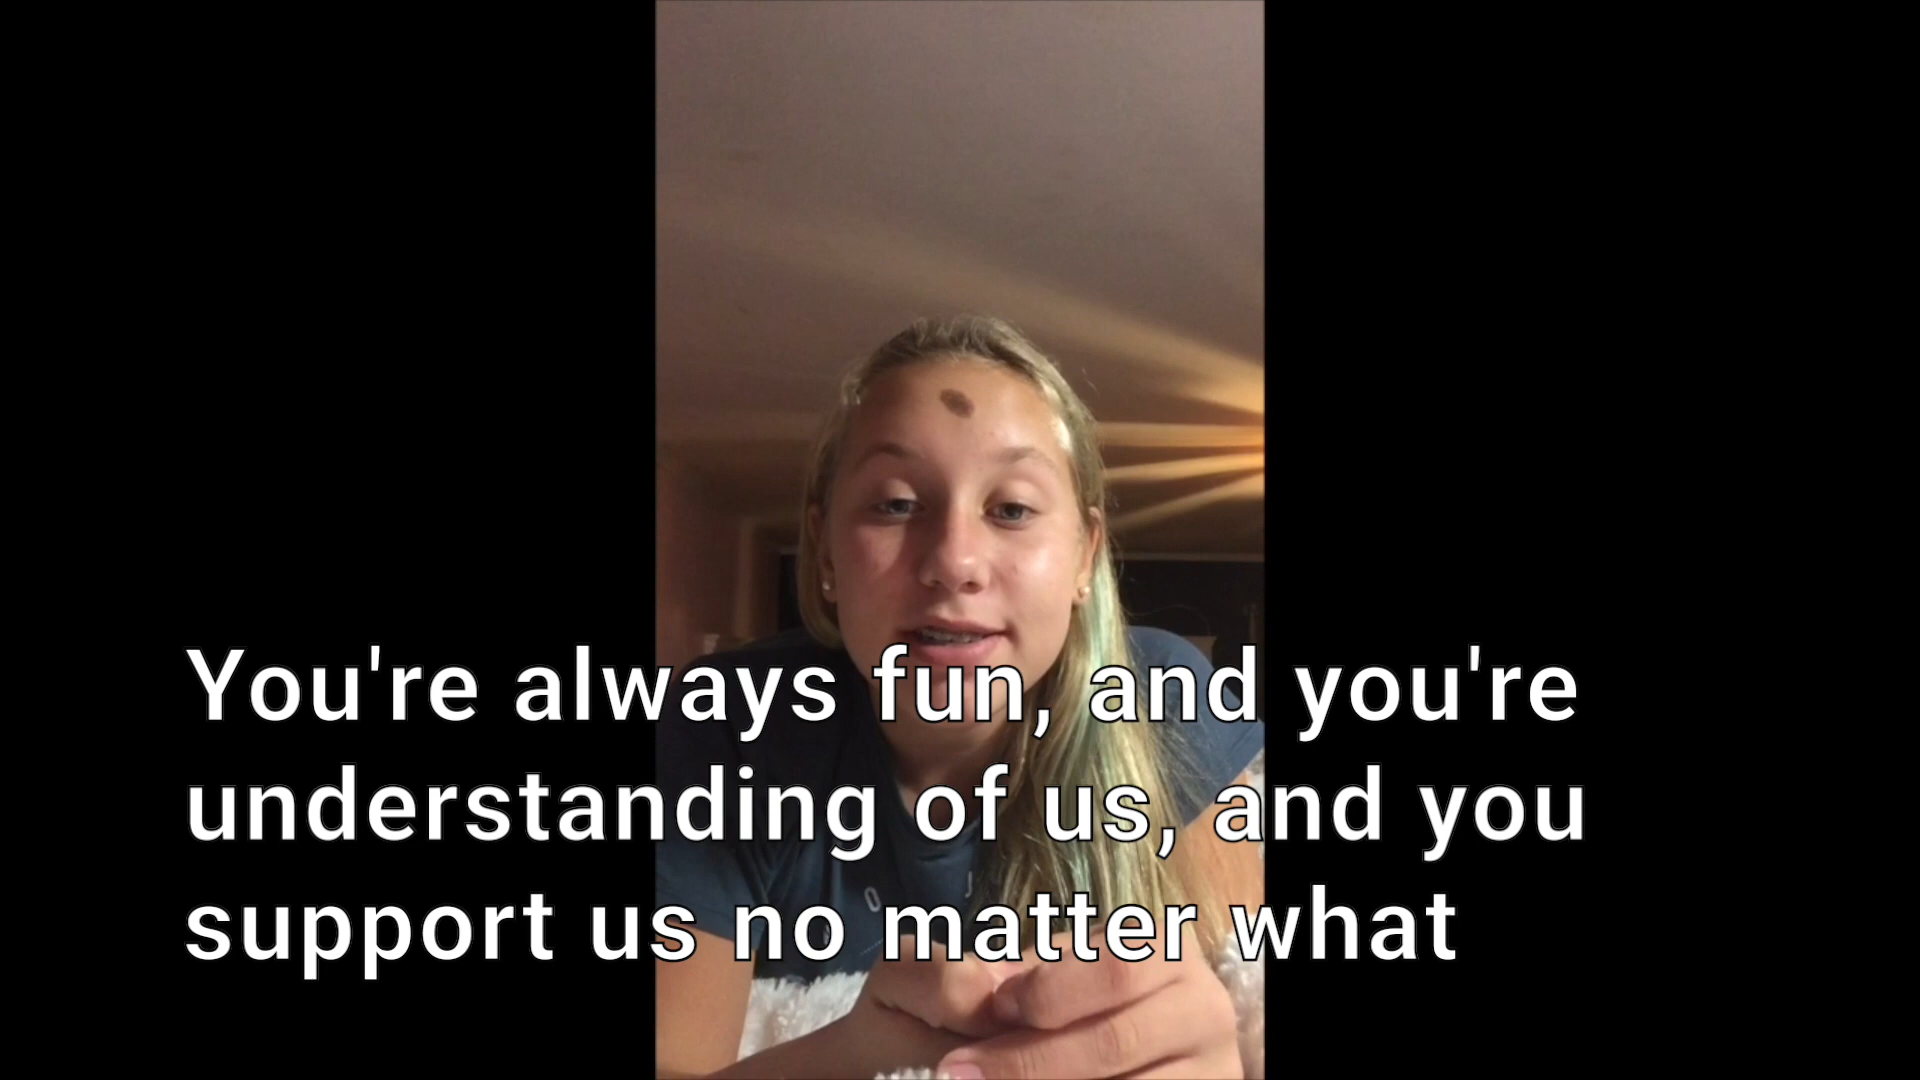 You're always fun, and you're
understanding of us, and you
support us no matter what